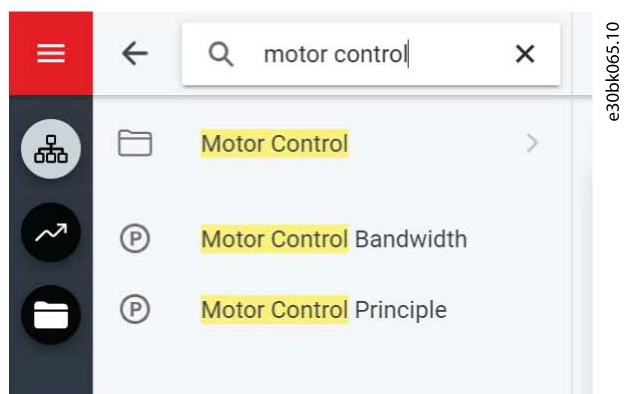 motor control
Motor Control
P
Motor Control Bandwidth
P
Motor Control Principle
e30bk065.10